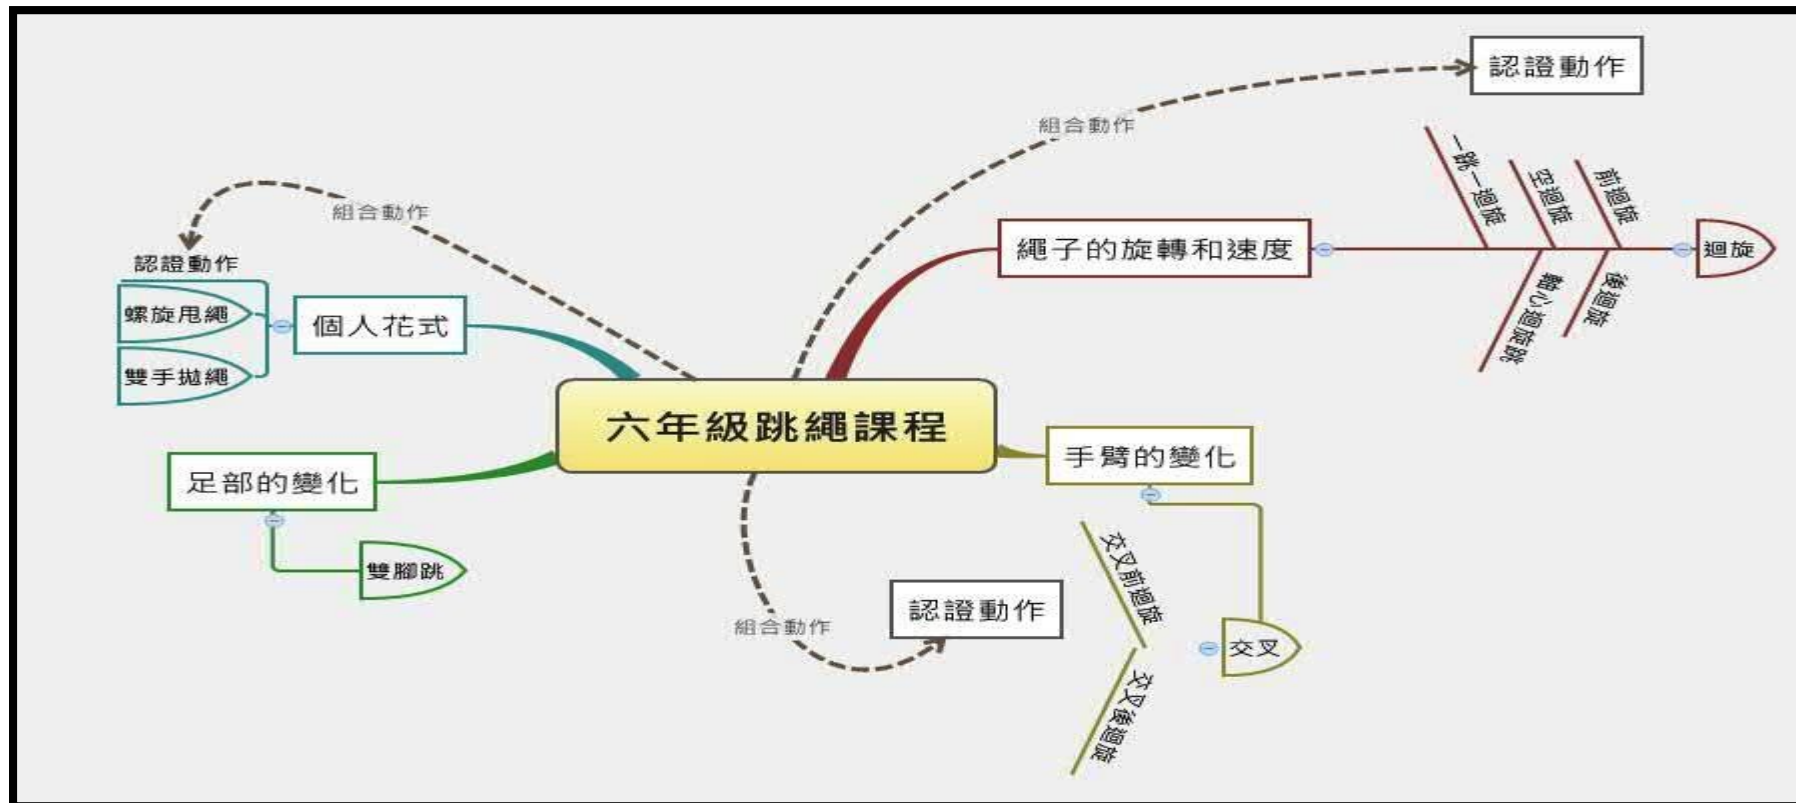 認證動作
組合動作
一跳一迴旋
空迴旋
前迴旋
組合動作
繩子的旋轉和速度
迴旋
認證動作
軸心迴旋跳
後迴旋
螺旋甩繩
個人花式
雙手拋繩
六年級跳繩課程
手臂的變化
足部的變化
雙腳跳
交叉前迴旋
認證動作
組合動作
交叉
交叉後迴旋